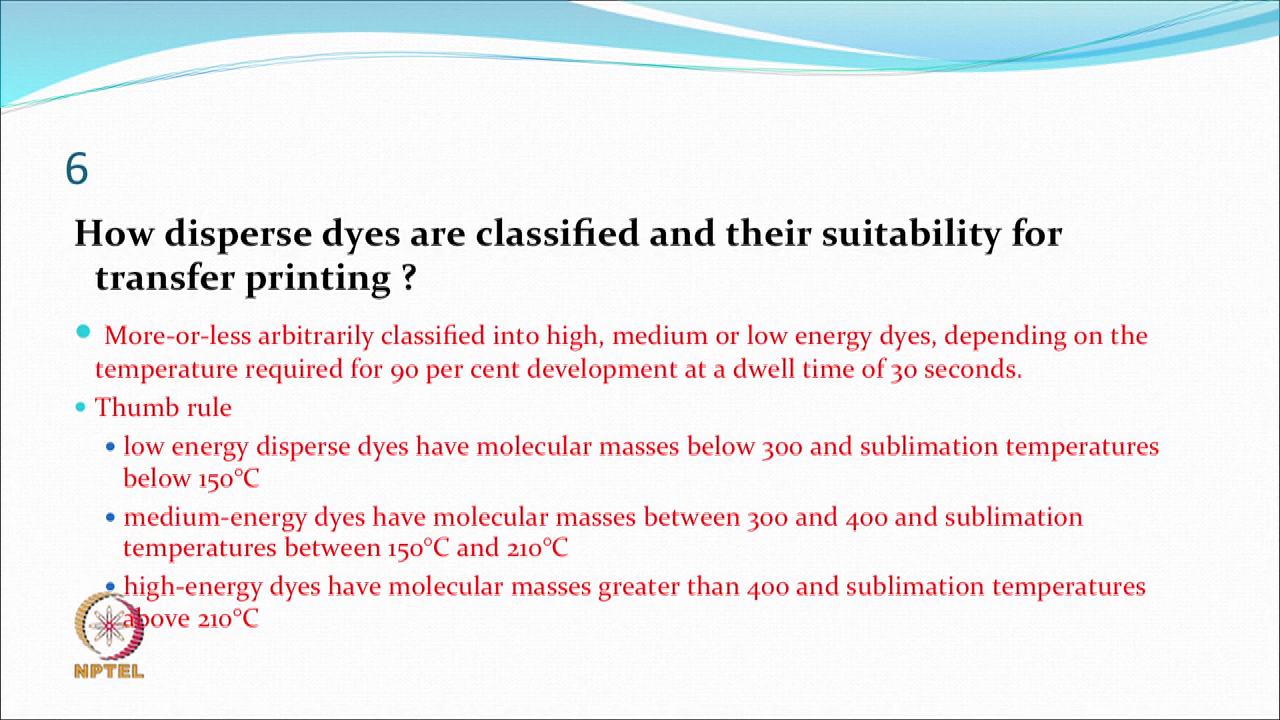 6
How disperse dyes are classified and their suitability for
transfer printing ?
More-or-less arbitrarily classified into high, medium or low energy dyes, depending on the
temperature required for 90 per cent development at a dwell time of 30 seconds.
Thumb rule
low energy disperse dyes have molecular masses below 300 and sublimation temperatures
below 150°C
medium-energy dyes have molecular masses between 300 and 400 and sublimation
temperatures between 150°C and 210°C
high-energy dyes have molecular masses greater than 400 and sublimation temperatures
above 210°C
NPTEL